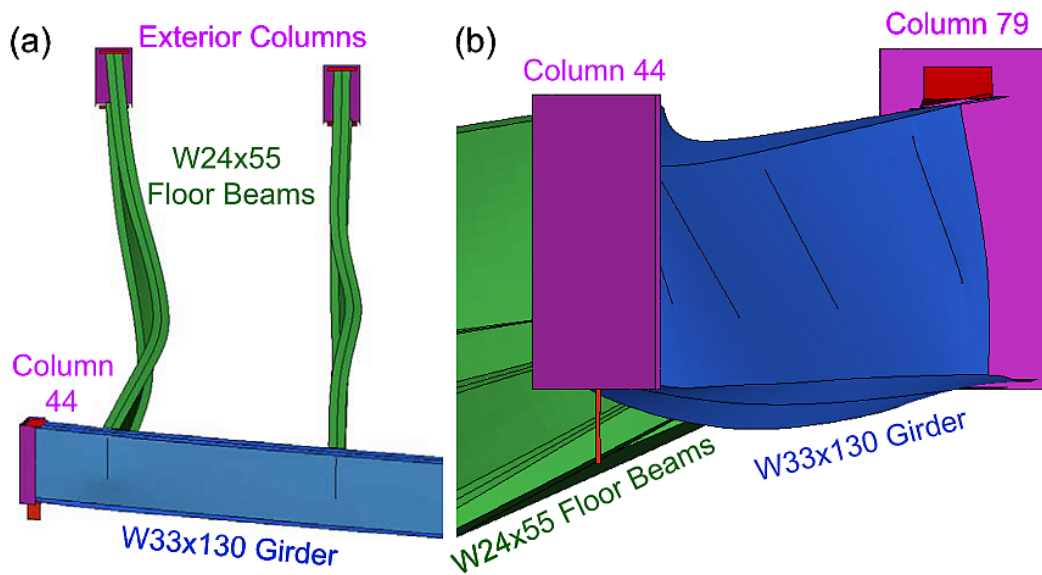 (a)
Exterior Columns
W24x55
Floor Beams
Column
44
W33x130 Girder
(b)
Column 79
Column 44
W33x130 Girder
W24x55 Floor Beams